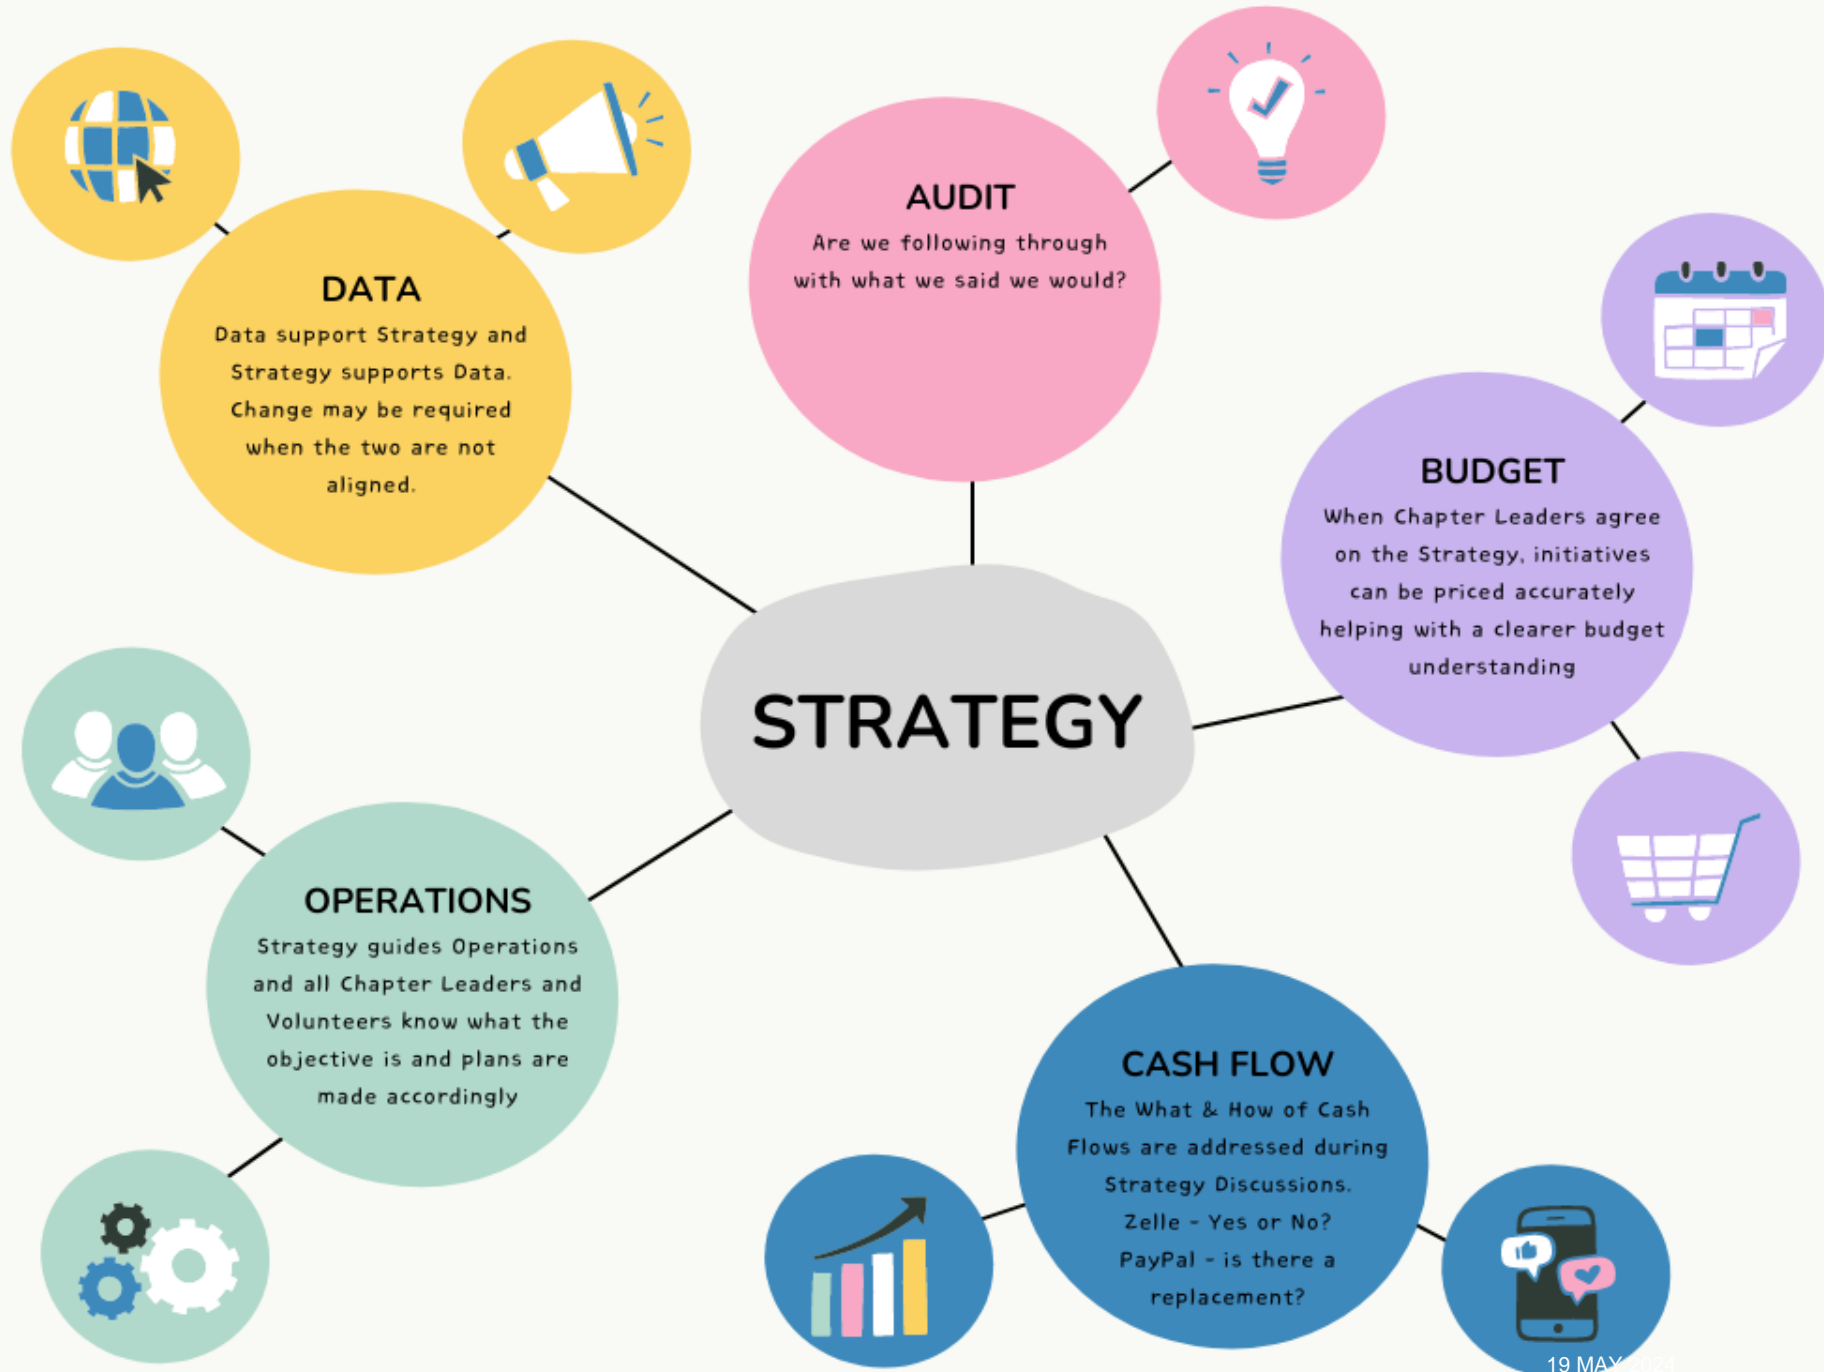 DATA
Data support Strategy and
Strategy supports Data.
Change may be required
when the two are not
aligned.
AUDIT
Are we following through
with what we said we would?
BUDGET
When Chapter Leaders agree
on the Strategy, initiatives
can be priced accurately
helping with a clearer budget
understanding
STRATEGY
OPERATIONS
Strategy guides Operations
and all Chapter Leaders and
Volunteers know what the
objective is and plans are
made accordingly
CASH FLOW
The What & How of Cash
Flows are addressed during
Strategy Discussions.
Zelle - Yes or No?
PayPal - is there a
replacement?
19 MAY 2024